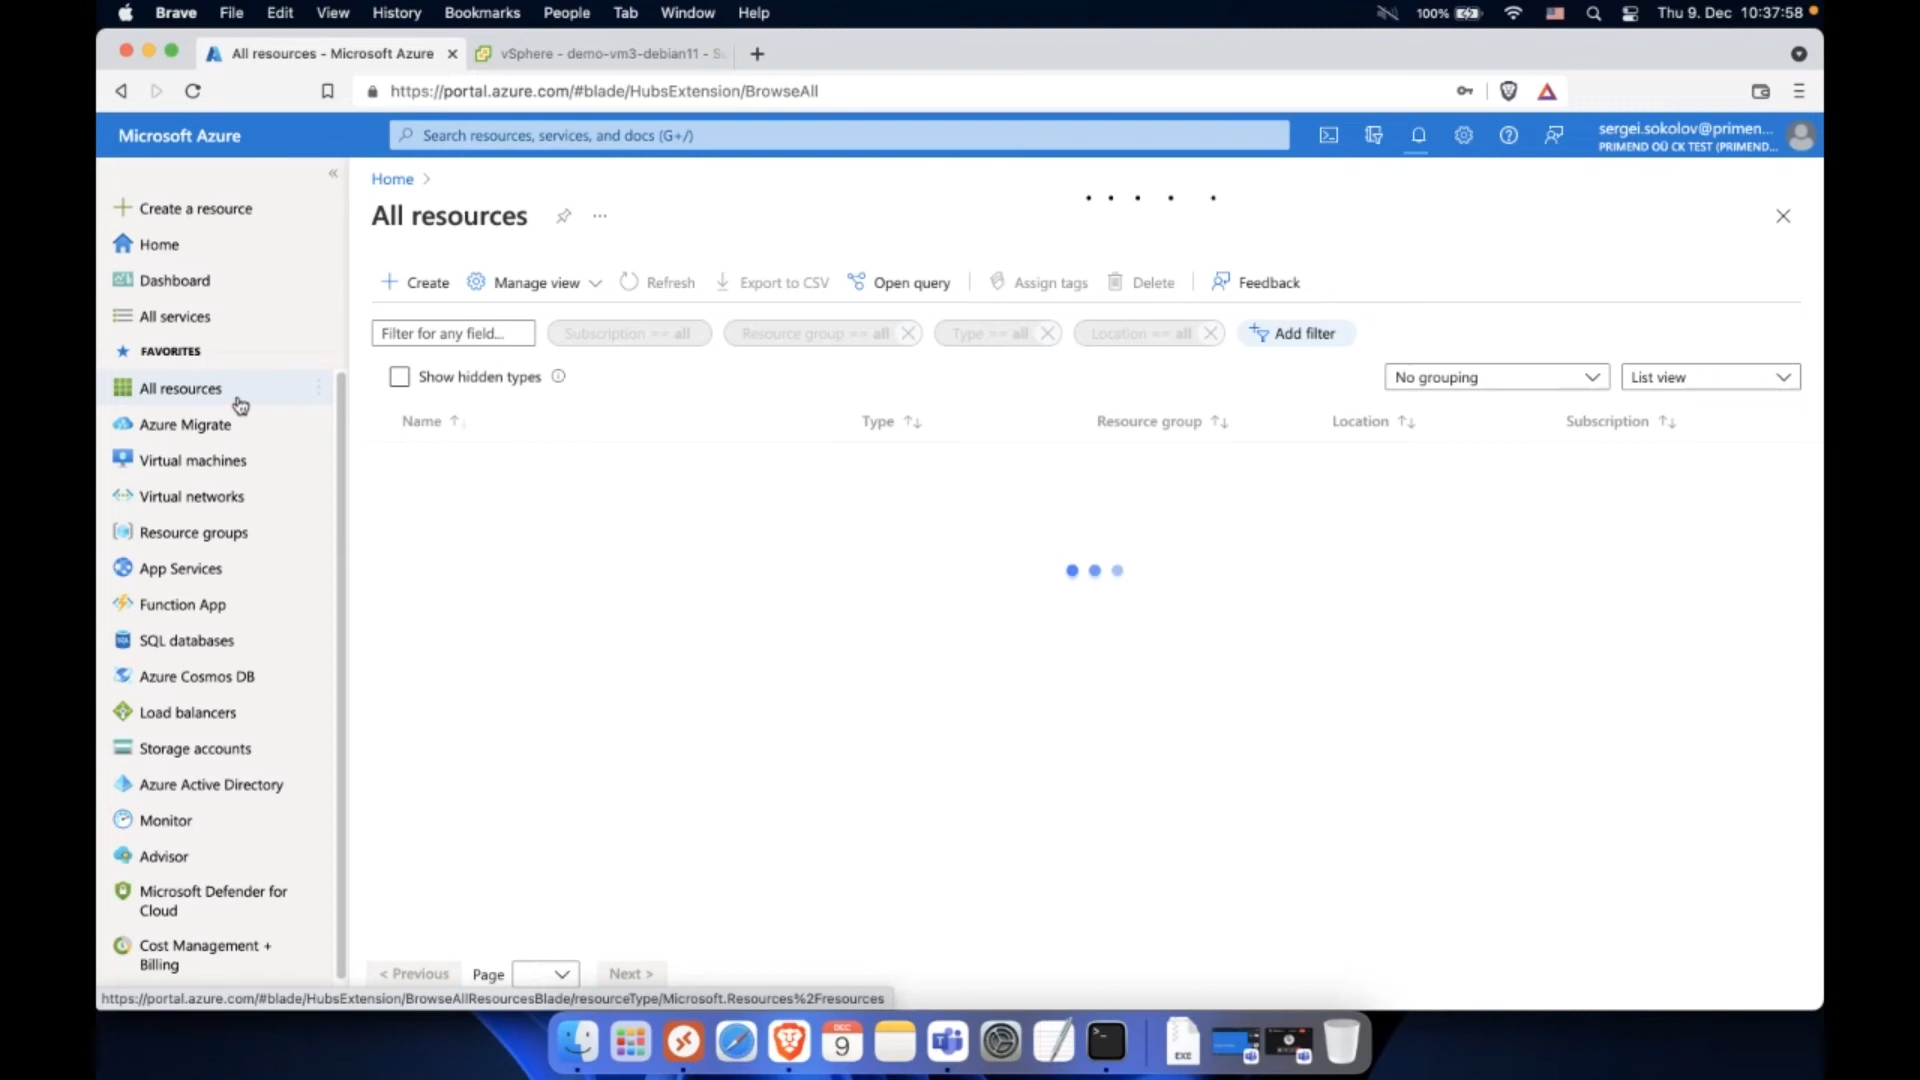 Brave File Edit View History Bookmarks People Tab Window Help 100% Thu 9. Dec 10:37:58
All resources - Microsoft Azure vSphere - demo-vm3-debian11 - S
https://portal.azure.com/#blade/HubsExtension/BrowseAll
Microsoft Azure
Search resources, services, and docs (G+/)
sergei.sokolov@primen...
PRIMEND OÜ CK TEST (PRIMEND...
Create a resource
Home
Dashboard
All services
FAVORITES
All resources
Azure Migrate
Virtual machines
Virtual networks
Resource groups
App Services
Function App
SQL databases
Azure Cosmos DB
Load balancers
Storage accounts
Azure Active Directory
Monitor
Advisor
Microsoft Defender for
Cloud
Cost Management +
Billing
Home
All resources
Create Manage view Refresh Export to CSV Open query Assign tags Delete Feedback
Filter for any field... Subscription == all Resource group == all Type == all Location == all Add filter
Show hidden types
No grouping
List view
Name Type Resource group Location Subscription
< Previous Page Next >
https://portal.azure.com/#blade/HubsExtension/BrowseAllResourcesBlade/resourceType/Microsoft.Resources%2Fresources
DEC
9
EXE